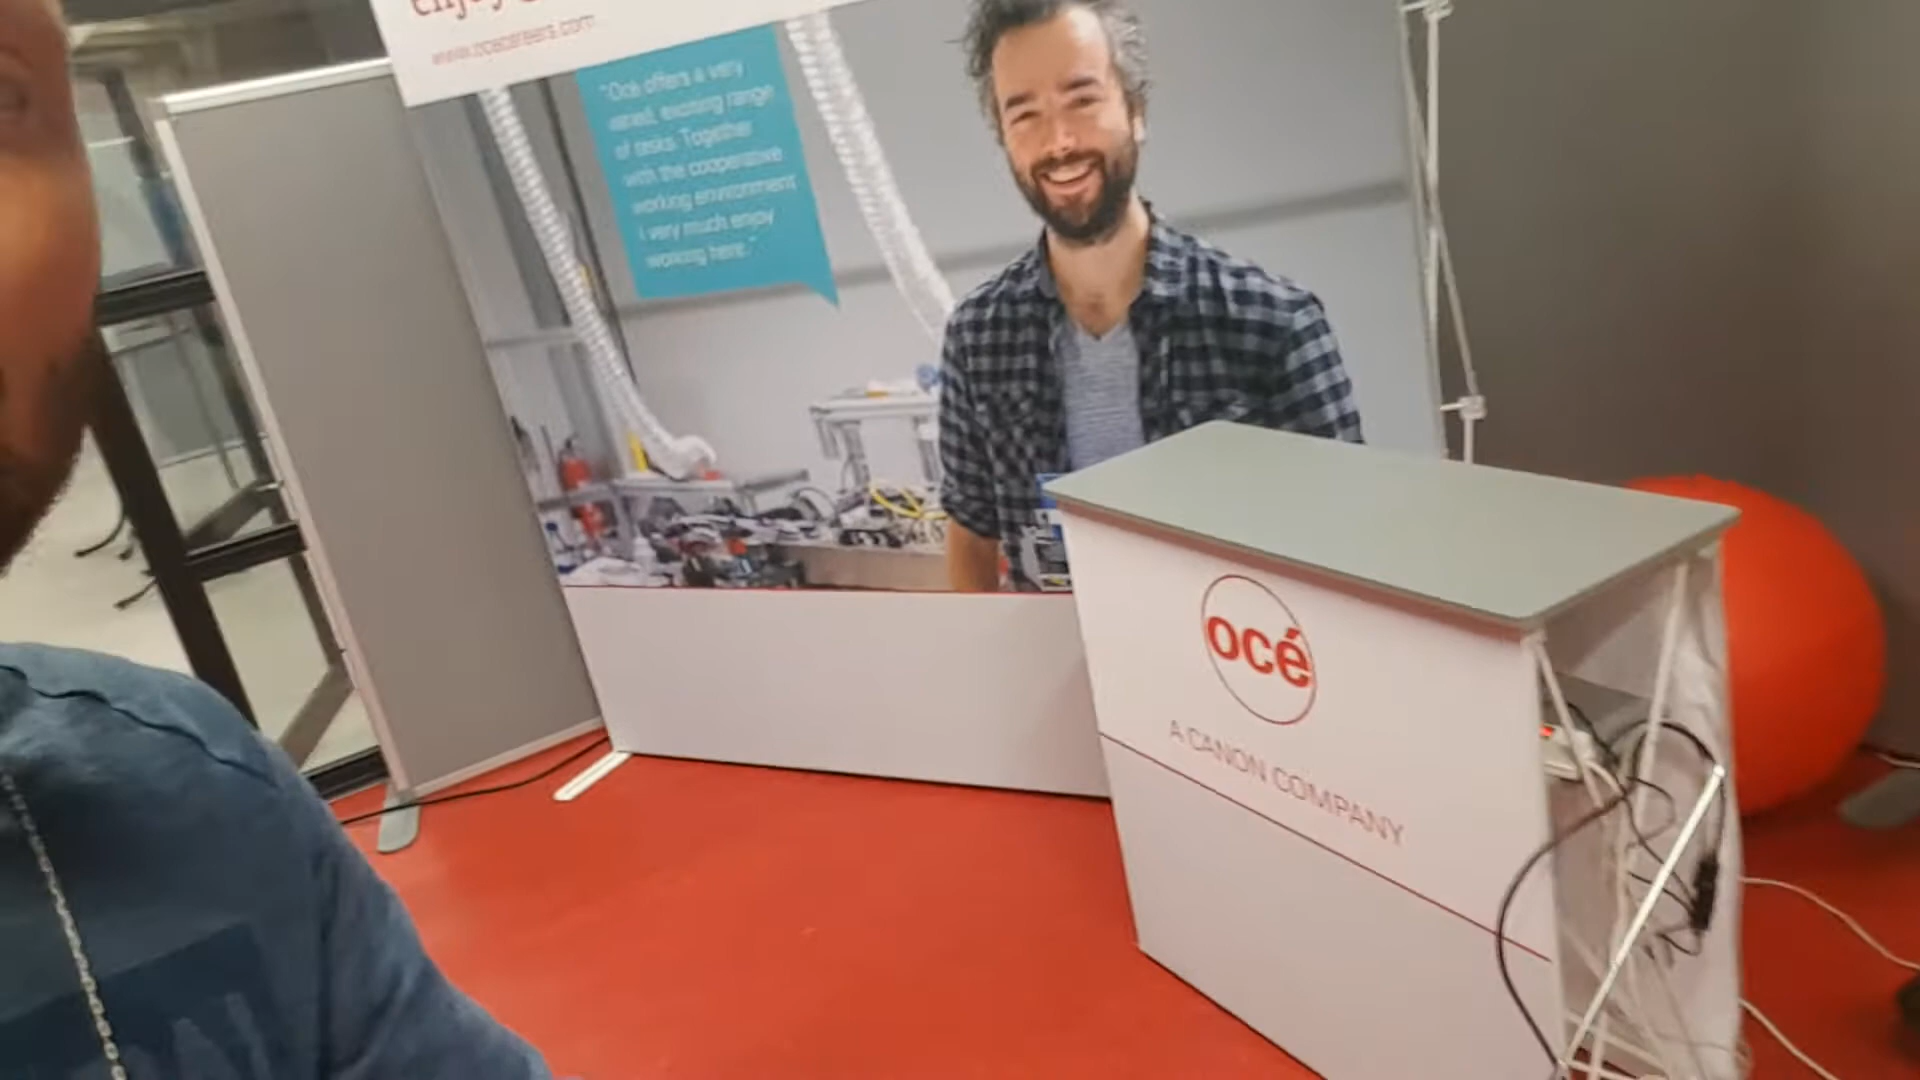 enjoy
www.ocecareers.com
"Océ offers a very
varied, exciting range
of tasks. Together
with the cooperative
working environment
I very much enjoy
working here."
océ
A CANON COMPANY